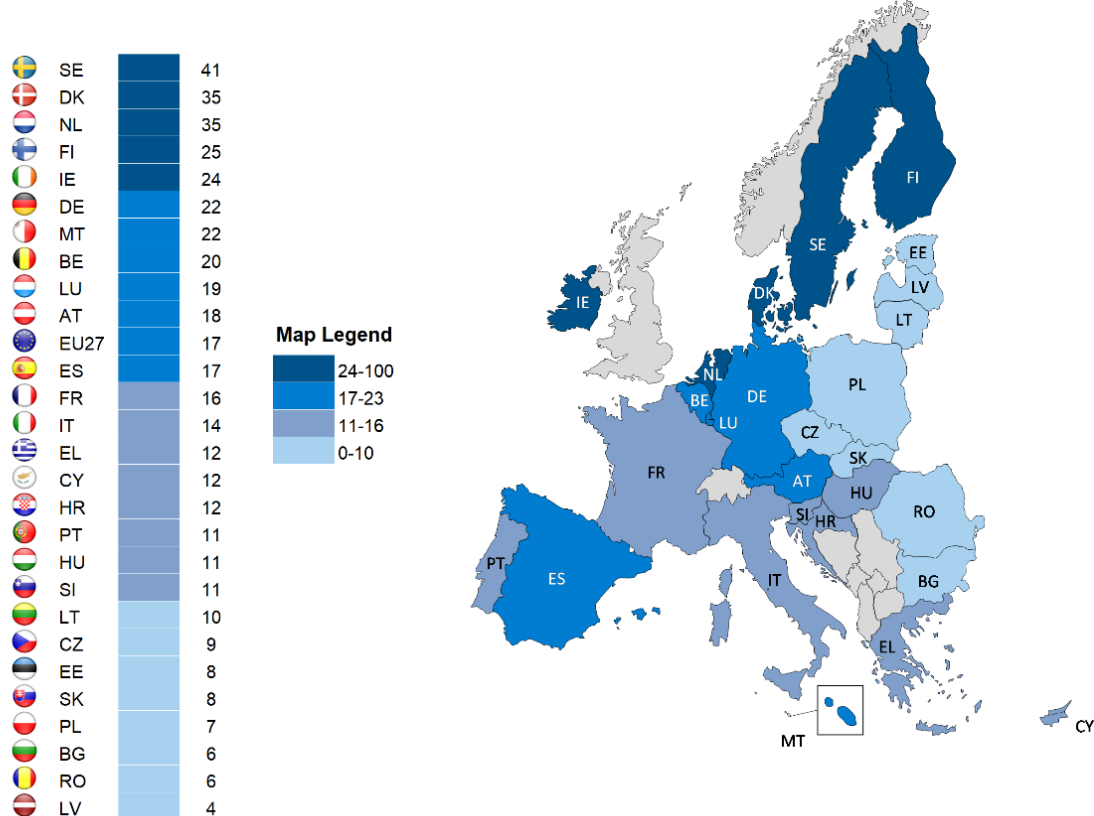 SE 41
DK 35
NL 35
FI 25
IE 24
DE 22
MT 22
BE 20
LU 19
AT 18
EU27 17
ES 17
FR 16
IT 14
EL 12
CY 12
HR 12
PT 11
HU 11
SI 11
LT 10
CZ 9
EE 8
SK 8
PL 7
BG 6
RO 6
LV 4
Map Legend
24-100
17-23
11-16
0-10
FI
SE
EE
LV
LT
DK
IE
NL
PL
BE
DE
LU
CZ
SK
FR
AT
HU
SI
HR
RO
PT
ES
IT
BG
EL
MT
CY